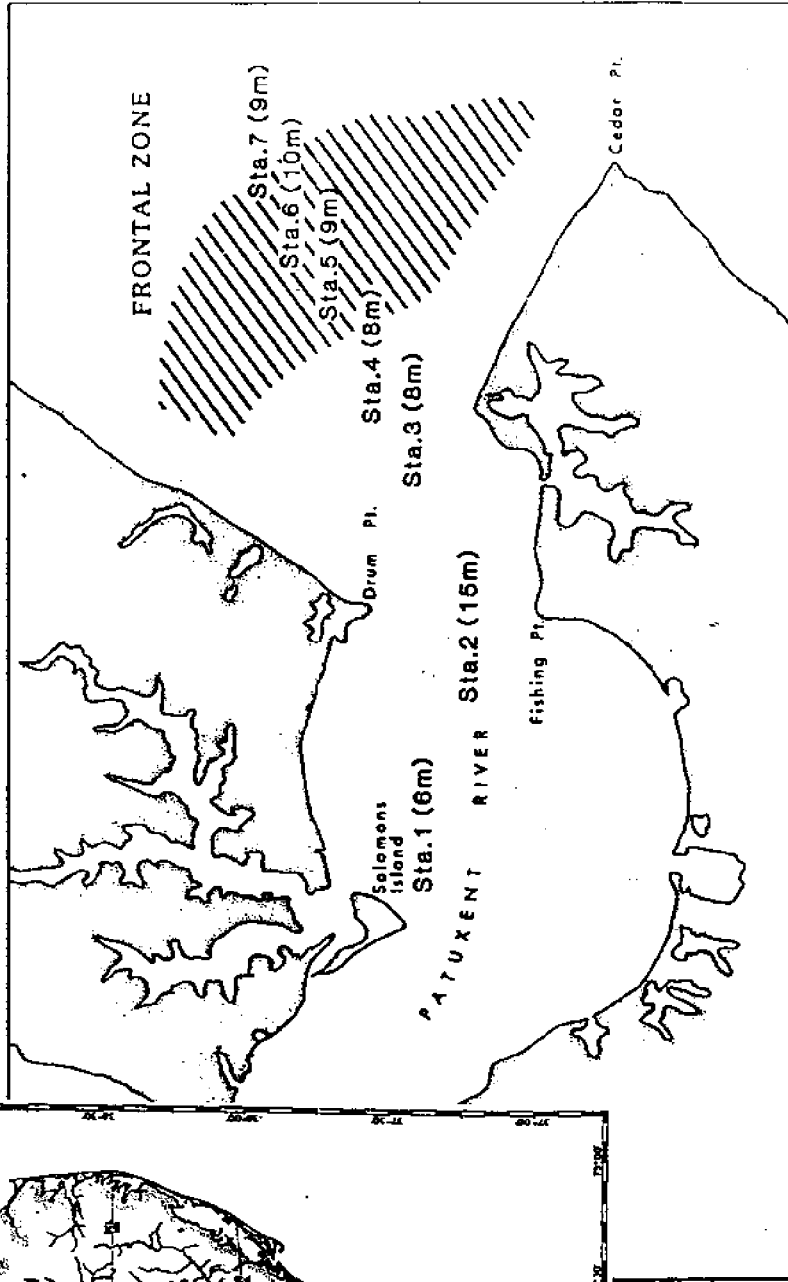 FRONTAL ZONE
Sta.7 (9m)
Sta.6 (10m)
Sta.5 (9m)
Sta.4 (8m)
Sta.3 (8m)
Cedar Pt.
Drum Pt.
Sta.2 (15m)
Fishing Pt.
Solomons
Island
Sta.1 (6m)
PATUXENT RIVER